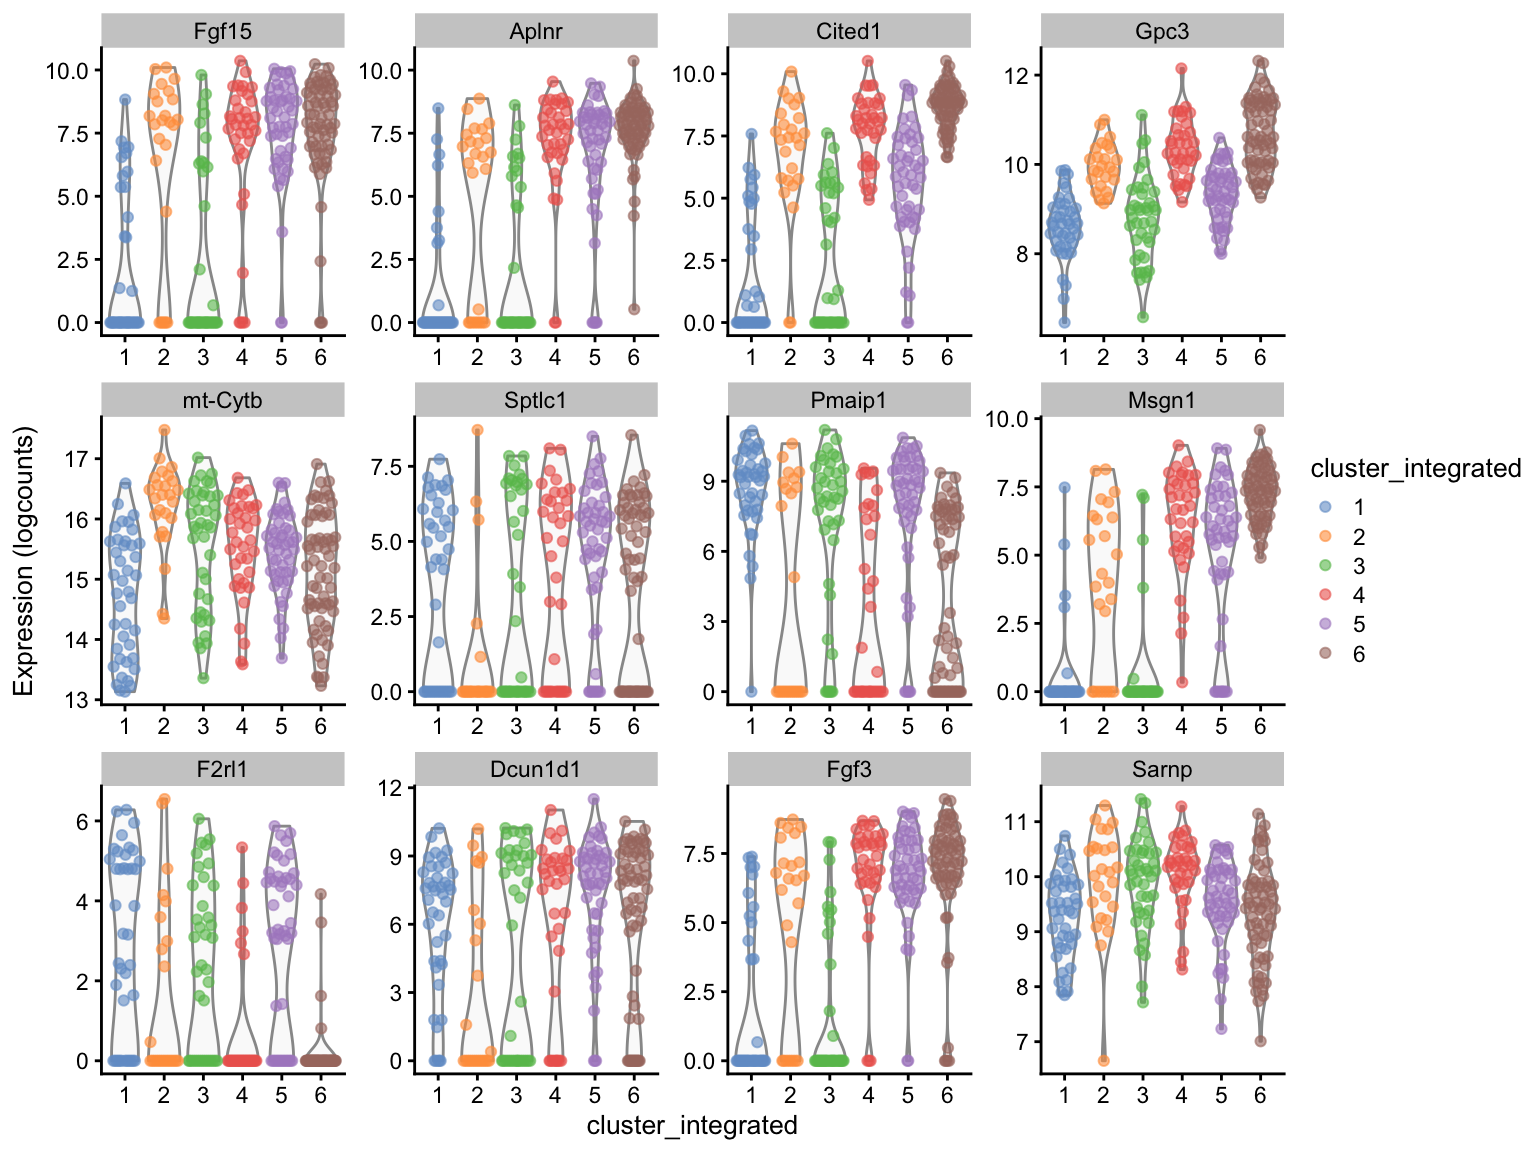 Fgf15 Aplnr Cited1 Gpc3
10.0 7.5 5.0 2.5 0.0
10.0 7.5 5.0 2.5 0.0
10.0 7.5 5.0 2.5 0.0
12 10 8
1 2 3 4 5 6 1 2 3 4 5 6 1 2 3 4 5 6 1 2 3 4 5 6
Expression (logcounts)
mt-Cytb Sptlc1 Pmaip1 Msgn1
17 16 15 14 13
7.5 5.0 2.5 0.0
9 6 3 0
10.0 7.5 5.0 2.5 0.0
1 2 3 4 5 6 1 2 3 4 5 6 1 2 3 4 5 6 1 2 3 4 5 6
F2rl1 Dcun1d1 Fgf3 Sarnp
6 4 2 0
12 9 6 3 0
7.5 5.0 2.5 0.0
11 10 9 8 7
1 2 3 4 5 6 1 2 3 4 5 6 1 2 3 4 5 6 1 2 3 4 5 6
cluster_integrated
cluster_integrated
1
2
3
4
5
6